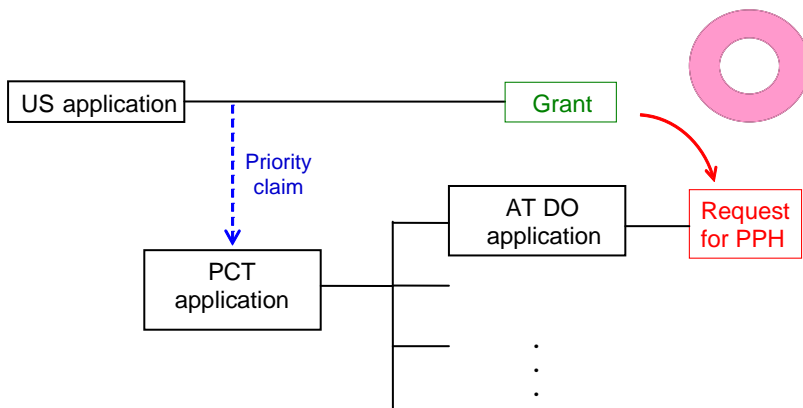 US application
Grant
Priority
claim
AT DO
application
Request
for PPH
PCT
application